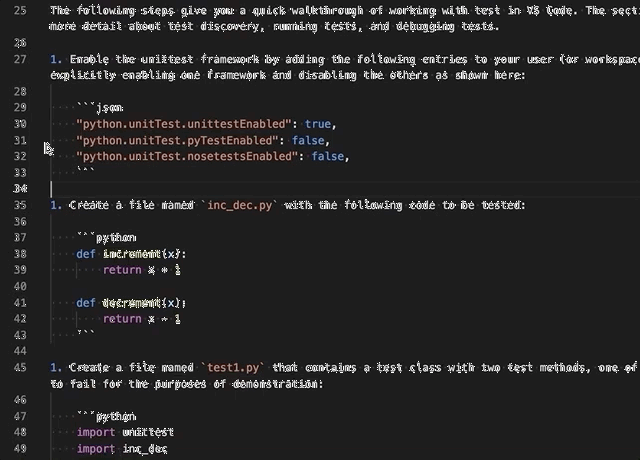 25 The following steps give you a quick walkthrough of working with test in VS Code. The secti
more detail about test discovery, running tests, and debugging tests.
26
27 1. Enable the unittest framework by adding the following entries to your user (or workspace
explicitly enabling one framework and disabling the others as shown here:
28
29 ```json
30 "python.unitTest.unittestEnabled": true,
31 "python.unitTest.pyTestEnabled": false,
32 "python.unitTest.nosetestsEnabled": false,
33 ```
34
35 1. Create a file named `inc_dec.py` with the following code to be tested:
36
37 ```python
38 def increment(x):
39 return x + 1
40
41 def decrement(x):
42 return x - 1
43 ```
44
45 1. Create a file named `test1.py` that contains a test class with two test methods, one of
to fail for the purposes of demonstration:
46
47 ```python
48 import unittest
49 import inc_dec